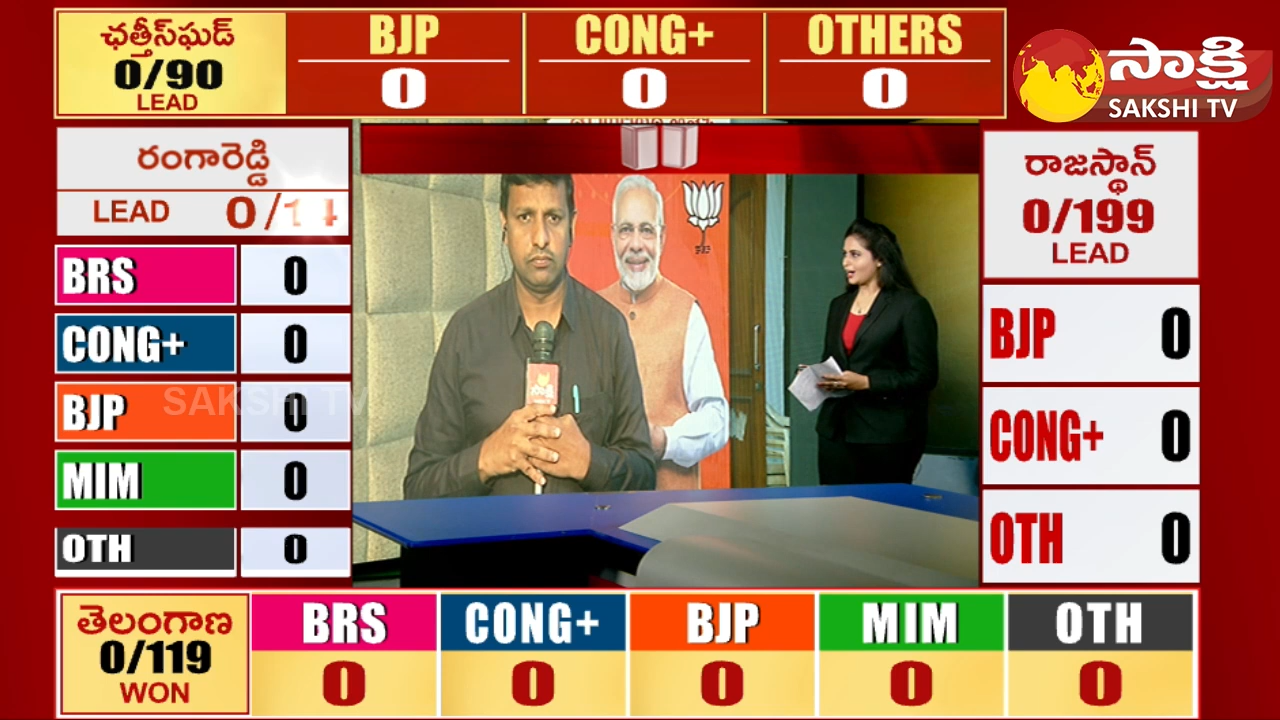 ఛత్తీస్‌ఘడ్
0/90
LEAD
BJP
0
CONG+
0
OTHERS
0
సాక్షి
SAKSHI TV
రంగారెడ్డి
LEAD 0/14
BRS 0
CONG+ 0
BJP 0
MIM 0
OTH 0
SAKSHI TV
సాక్షి
రాజస్థాన్
0/199
LEAD
BJP 0
CONG+ 0
OTH 0
తెలంగాణ
0/119
WON
BRS
0
CONG+
0
BJP
0
MIM
0
OTH
0